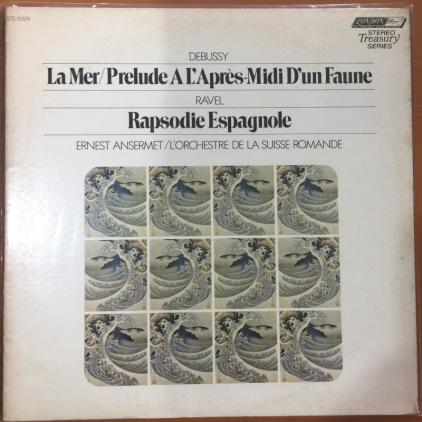 STS 15109
LONDON ffrr
STEREO
Treasury
SERIES
DEBUSSY
La Mer/Prelude A L'Après-Midi D'un Faune
RAVEL
Rapsodie Espagnole
ERNEST ANSERMET/L'ORCHESTRE DE LA SUISSE ROMANDE